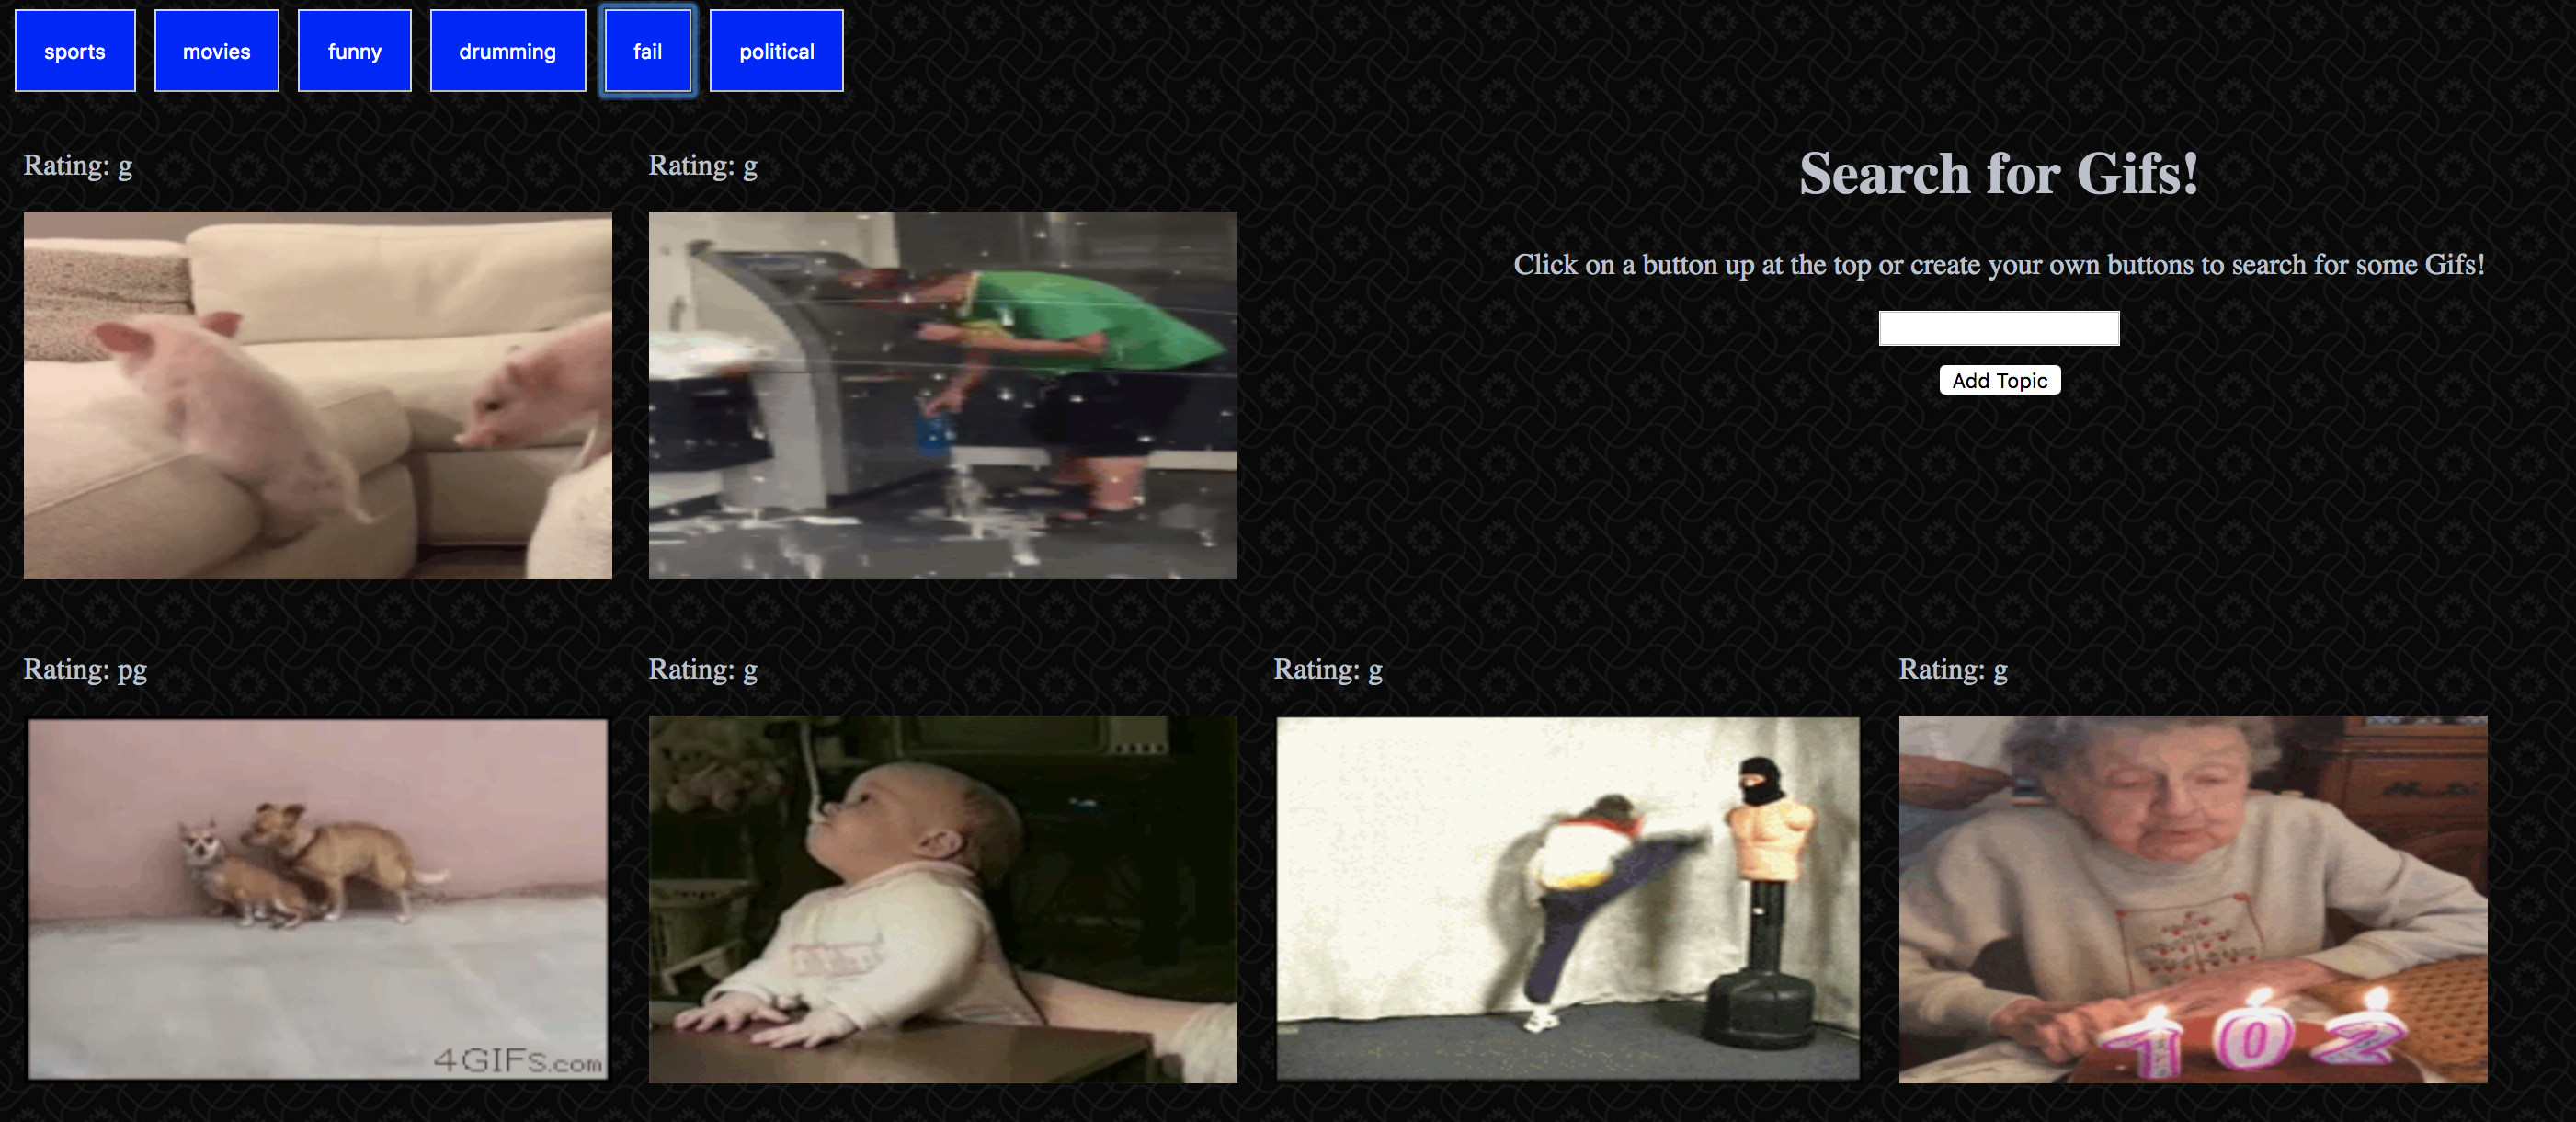 sports
movies
funny
drumming
fail
political
Rating: g
Rating: g
Search for Gifs!
Click on a button up at the top or create your own buttons to search for some Gifs!
Add Topic
Rating: pg
Rating: g
Rating: g
Rating: g
4GIFs.com
102